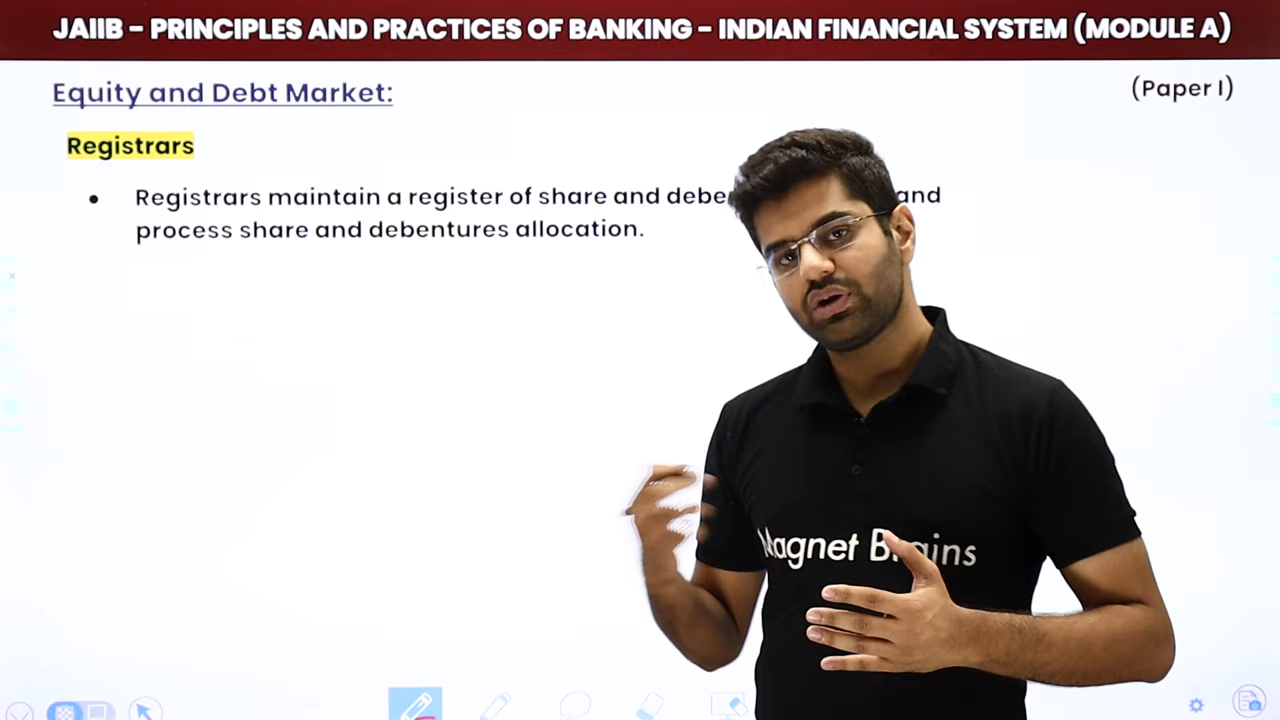 JAIIB – PRINCIPLES AND PRACTICES OF BANKING – INDIAN FINANCIAL SYSTEM (MODULE A)
Equity and Debt Market:
(Paper I)
Registrars
• Registrars maintain a register of share and and
process share and debentures allocation.
Magnet